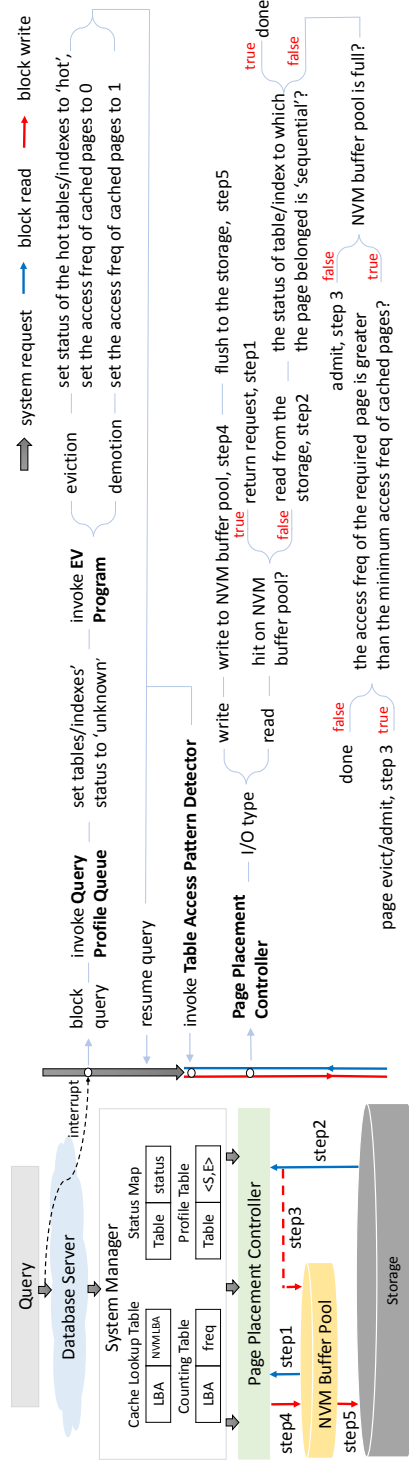 system request
block read
block write
Query
interrupt
Database Server
System Manager
Cache Lookup Table
LBA
NVM LBA
Status Map
Table
status
Counting Table
LBA
freq
Profile Table
Table
<S,E>
Page Placement Controller
step4
step1
step3
step2
NVM Buffer Pool
step5
Storage
block
query
invoke Query
Profile Queue
set tables/indexes'
status to 'unknown'
invoke EV
Program
eviction
set status of the hot tables/indexes to 'hot',
set the access freq of cached pages to 0
demotion
set the access freq of cached pages to 1
resume query
invoke Table Access Pattern Detector
Page Placement
Controller
I/O type
write
write to NVM buffer pool, step4
flush to the storage, step5
read
hit on NVM
buffer pool?
true
return request, step1
false
read from the
storage, step2
the status of table/index to which
the page belonged is 'sequential'?
true
done
false
NVM buffer pool is full?
false
admit, step 3
true
the access freq of the required page is greater
than the minimum access freq of cached pages?
false
done
true
page evict/admit, step 3